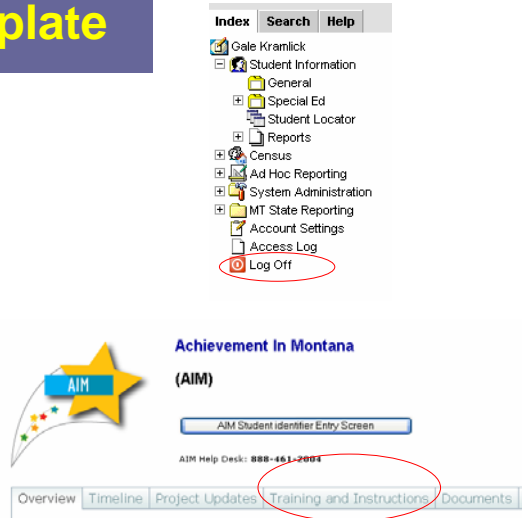 plate
Index Search Help
Gale Kramlick
Student Information
General
Special Ed
Student Locator
Reports
Census
Ad Hoc Reporting
System Administration
MT State Reporting
Account Settings
Access Log
Log Off
Achievement In Montana
(AIM)
AIM
AIM Student identifier Entry Screen
AIM Help Desk: 888-461-2004
Overview Timeline Project Updates Training and Instructions Documents